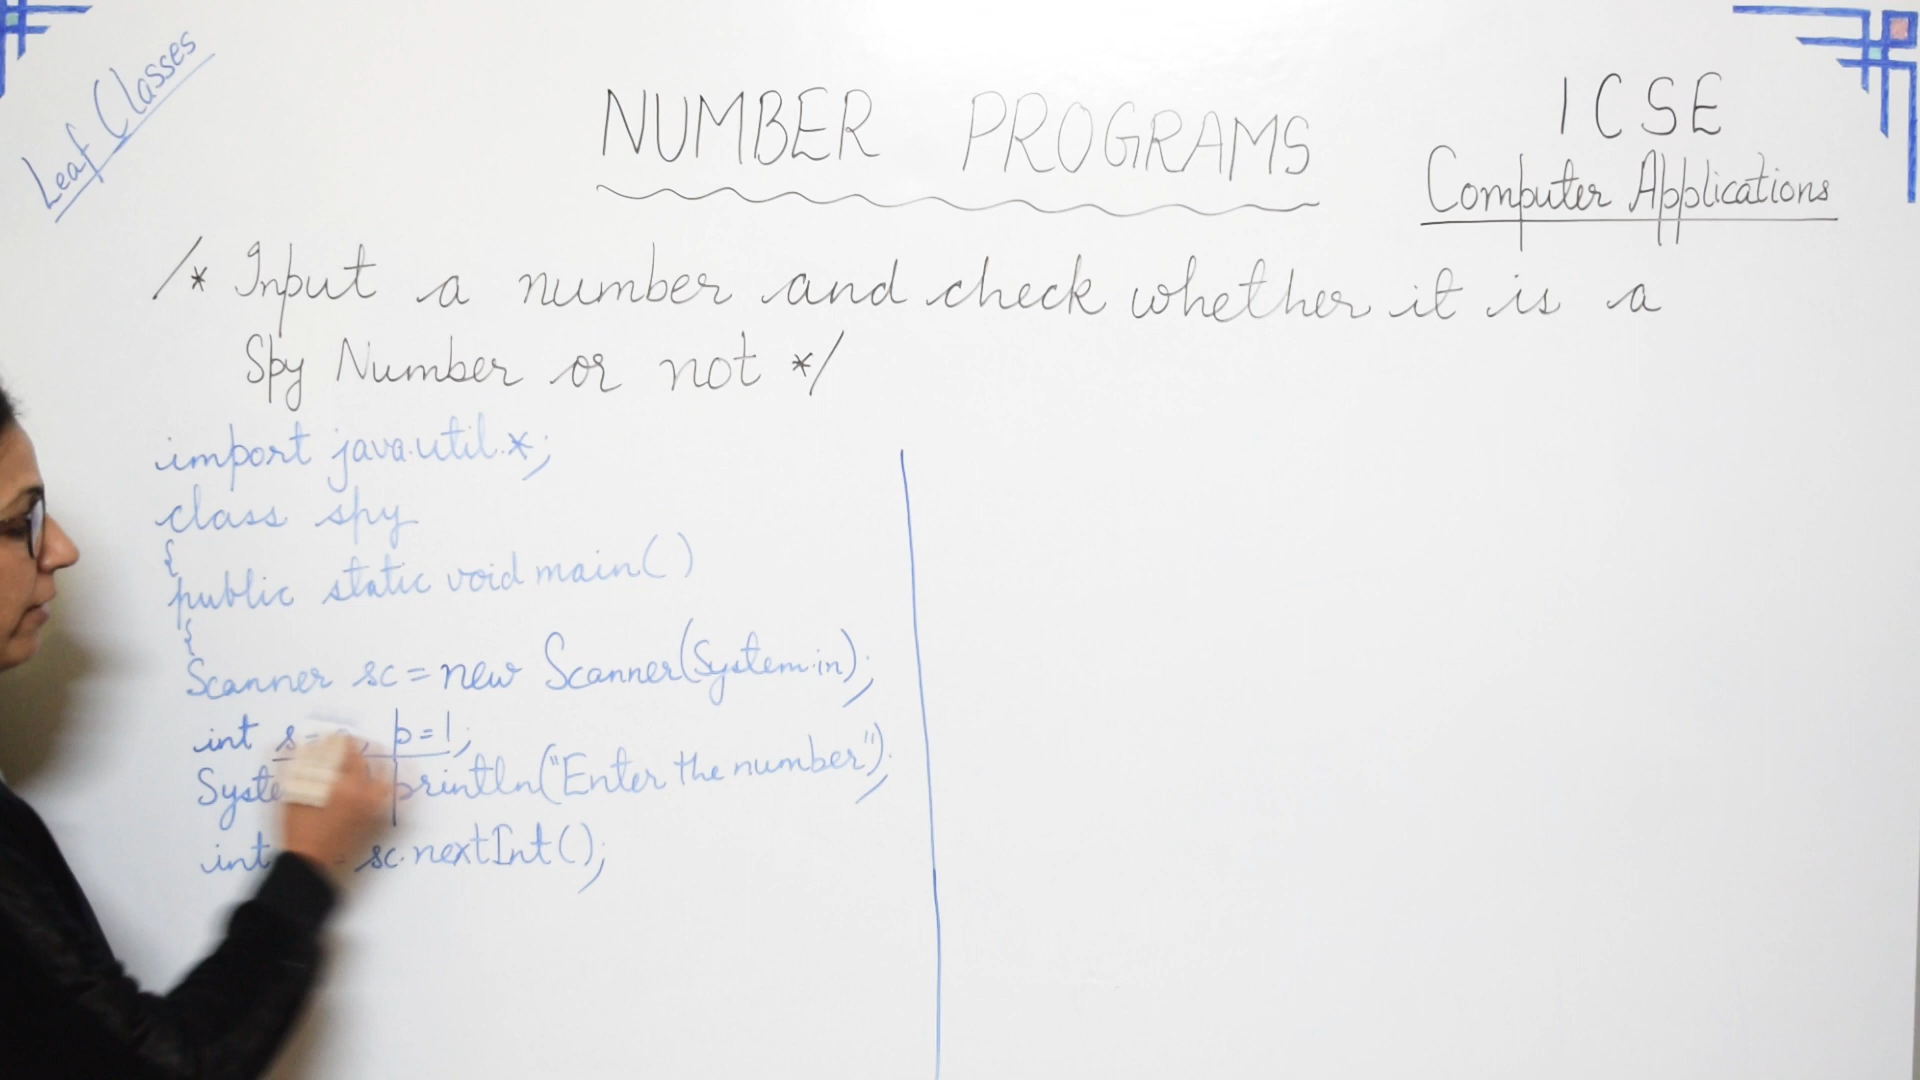 Leaf Classes
NUMBER PROGRAMS
ICSE
Computer Applications
/* Input a number and check whether it is a
Spy Number or not */
import java.util.*;
class spy
{
public static void main()
{
Scanner sc = new Scanner(System.in);
int s= , p=1;
println("Enter the number");
int = sc.nextInt();